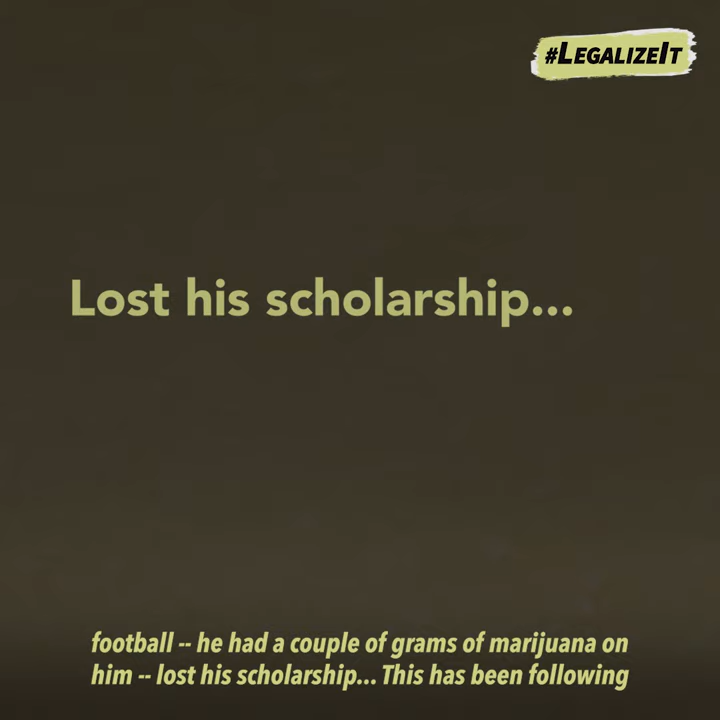 #LEGALIZEIT
Lost his scholarship...
football -- he had a couple of grams of marijuana on
him -- lost his scholarship... This has been following